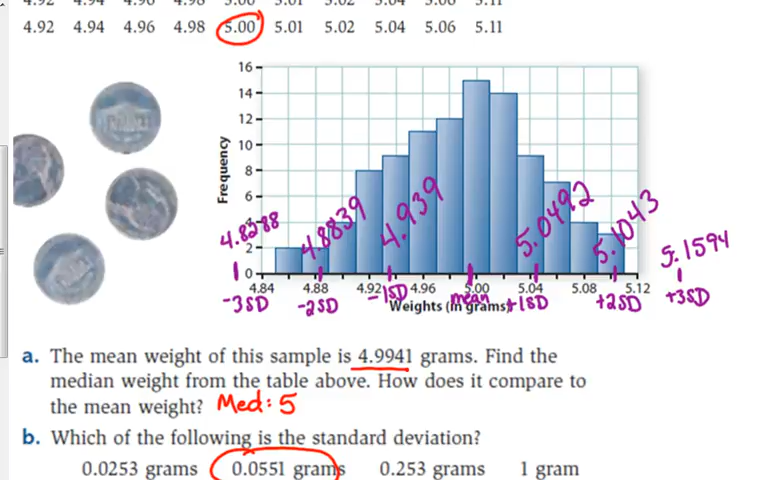 4.92 4.94 4.96 4.98 5.00 5.01 5.02 5.04 5.06 5.11
16
14
12
10
8
6
4
2
0
Frequency
4.84 4.88 4.92 4.96 5.00 5.04 5.08 5.12
Weights (in grams)
4.8288 4.8839 4.939 5.0492 5.1043 5.1594
-3SD -2SD -1SD mean +1SD +2SD +3SD
a. The mean weight of this sample is 4.9941 grams. Find the
median weight from the table above. How does it compare to
the mean weight? Med: 5
b. Which of the following is the standard deviation?
0.0253 grams 0.0551 grams 0.253 grams 1 gram